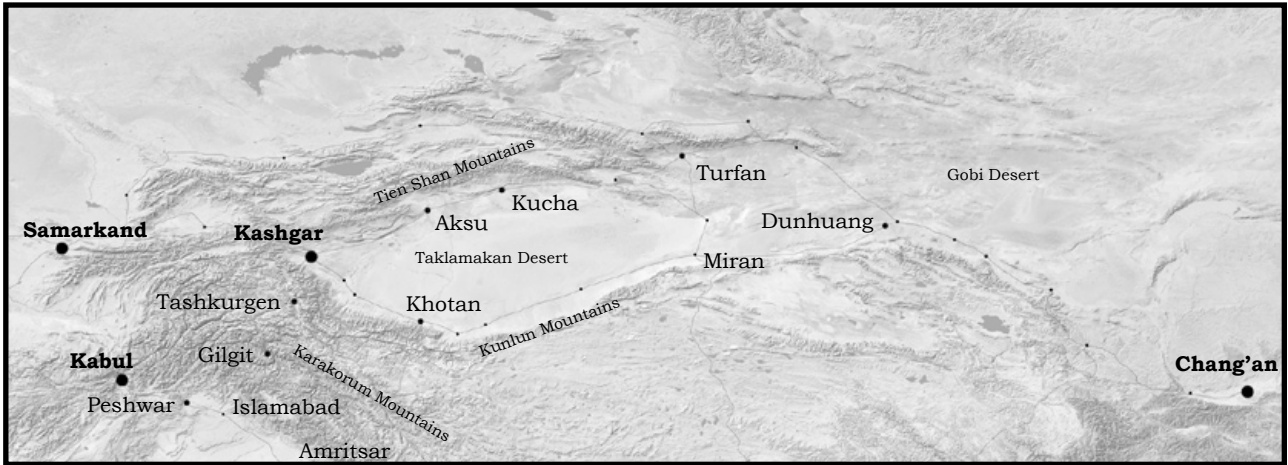 Tien Shan Mountains
Turfan
Gobi Desert
Kucha
Aksu
Dunhuang
Samarkand
Kashgar
Taklamakan Desert
Miran
Tashkurgen
Khotan
Kunlun Mountains
Gilgit
Karakorum Mountains
Kabul
Chang'an
Peshwar
Islamabad
Amritsar